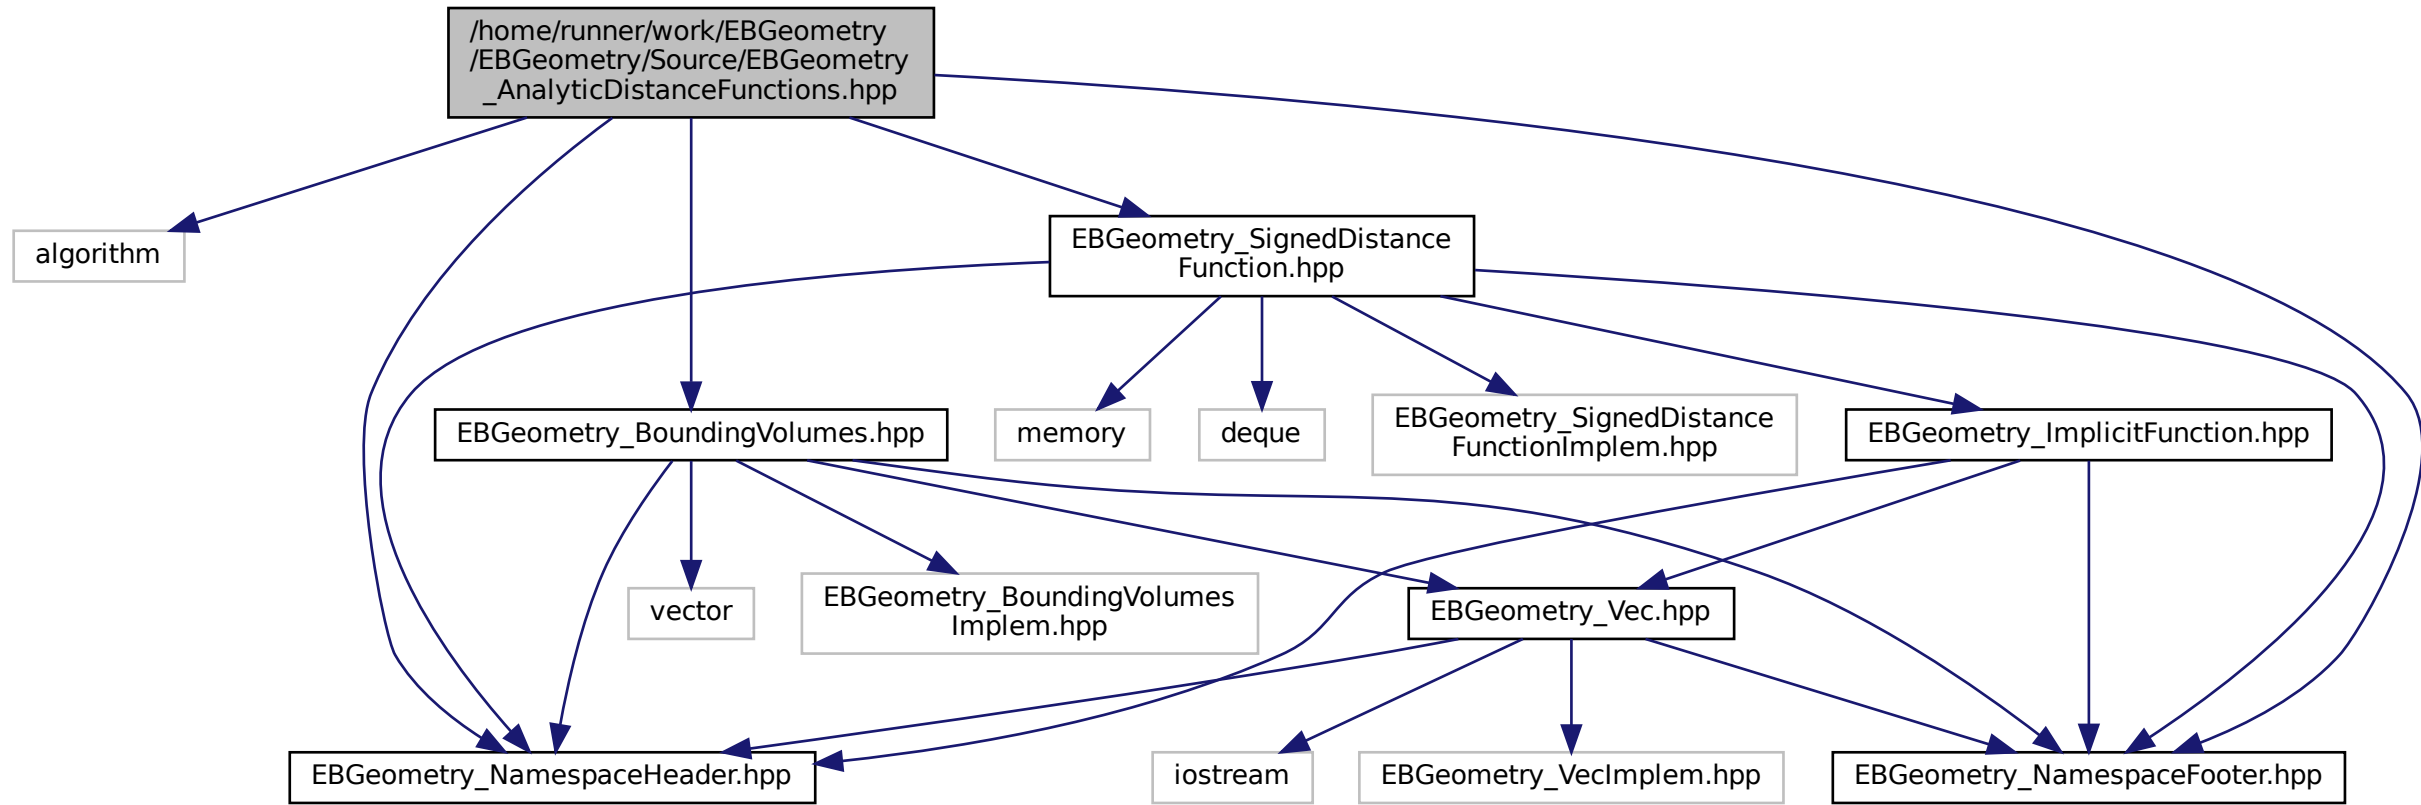 /home/runner/work/EBGeometry
/EBGeometry/Source/EBGeometry
_AnalyticDistanceFunctions.hpp
algorithm
EBGeometry_SignedDistance
Function.hpp
EBGeometry_BoundingVolumes.hpp
memory
deque
EBGeometry_SignedDistance
FunctionImplem.hpp
EBGeometry_ImplicitFunction.hpp
vector
EBGeometry_BoundingVolumes
Implem.hpp
EBGeometry_Vec.hpp
EBGeometry_NamespaceHeader.hpp
iostream
EBGeometry_VecImplem.hpp
EBGeometry_NamespaceFooter.hpp